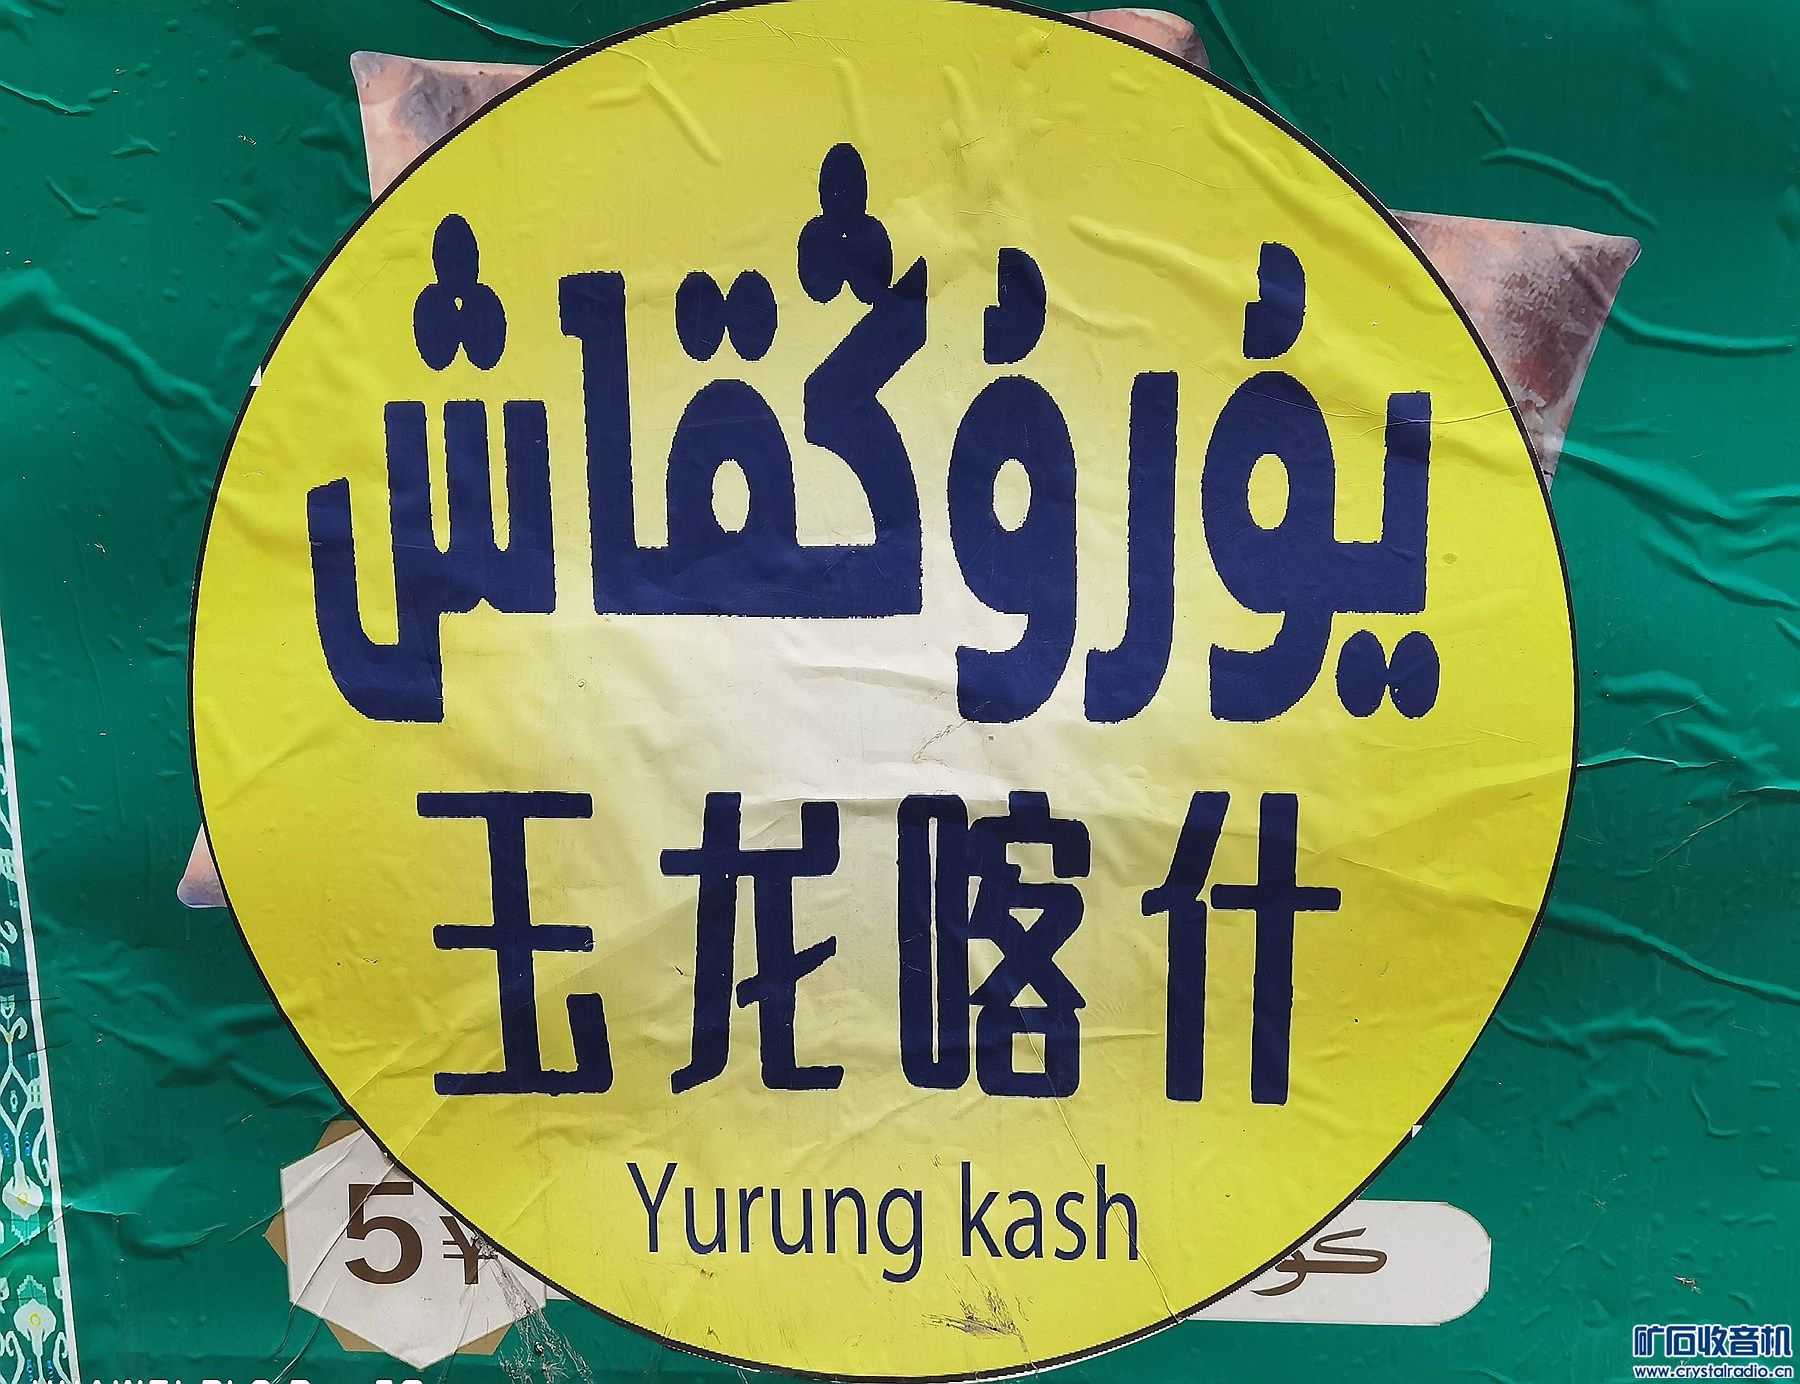 يۇرۇڭقاش
玉龙喀什
Yurung kash
5¥
矿石收音机
www.crystalradio.cn